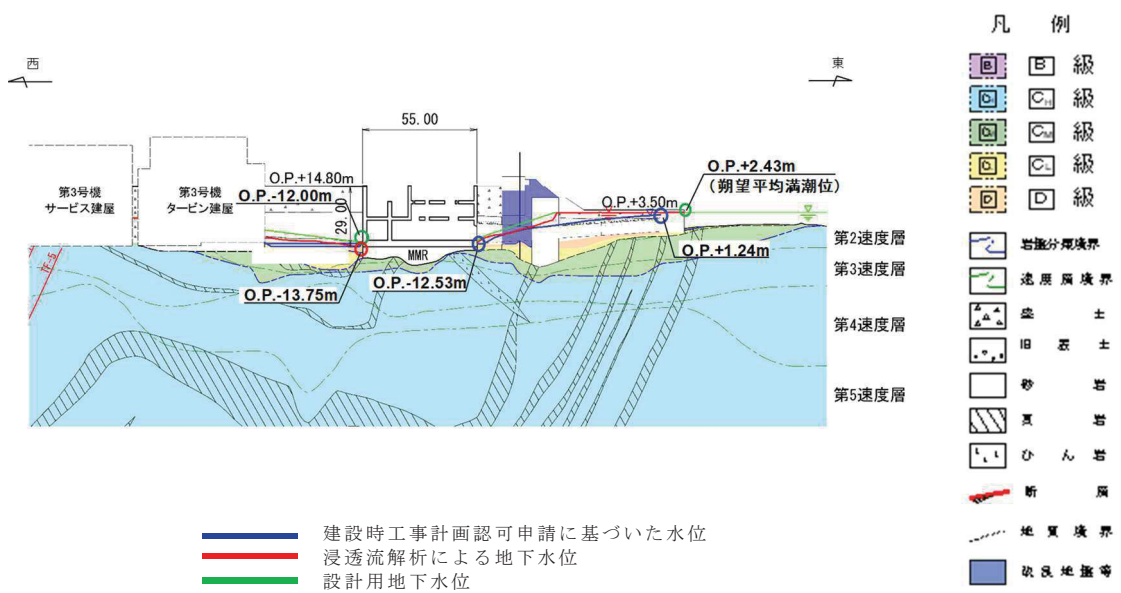 西
東
55.00
O.P.+14.80m
O.P.-12.00m
29.00
第3号機
サービス建屋
第3号機
タービン建屋
O.P.+2.43m
(朔望平均満潮位)
O.P.+3.50m
O.P.+1.24m
MMR
O.P.-12.53m
O.P.-13.75m
TF-5
第2速度層
第3速度層
第4速度層
第5速度層
建設時工事計画認可申請に基づいた水位
浸透流解析による地下水位
設計用地下水位
凡例
B B 級
CH 級
CM 級
CL 級
D D 級
岩盤分類境界
速度層境界
盛土
旧表土
砂岩
頁岩
ひん岩
断層
地質境界
改良地盤等